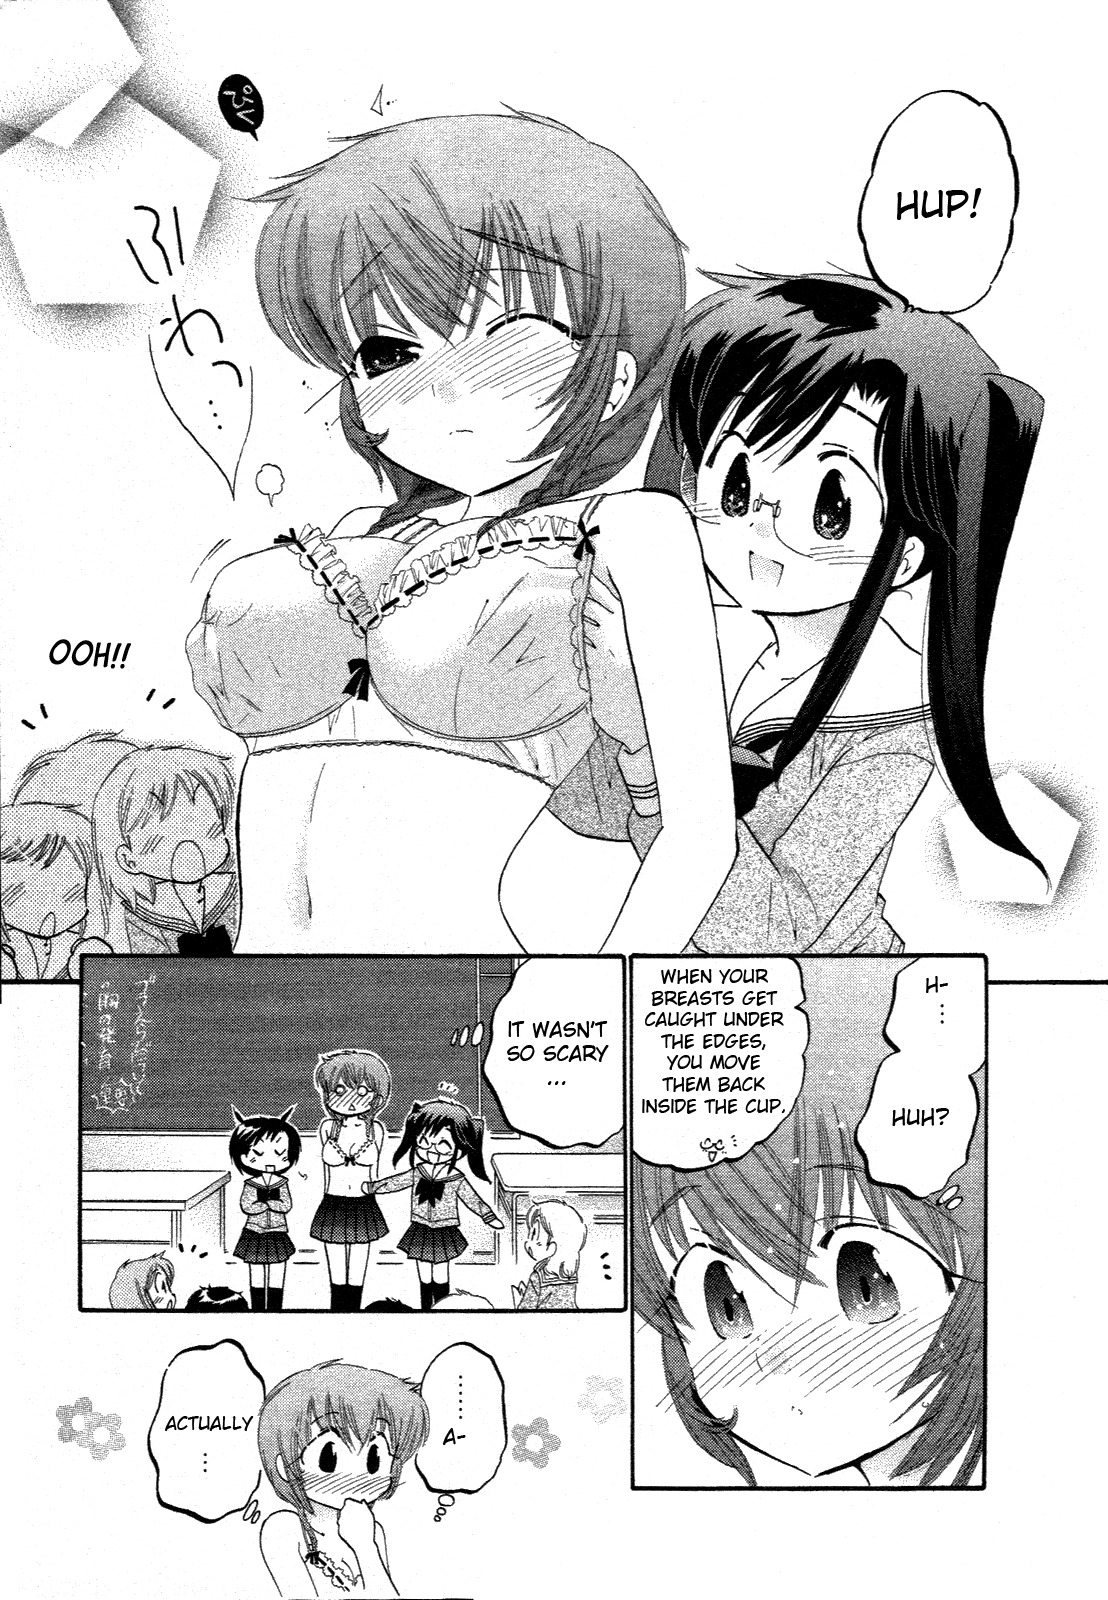 HUP!
ぷく
ふわっ…
OOH!!
H-
...
HUH?
WHEN YOUR
BREASTS GET
CAUGHT UNDER
THE EDGES,
YOU MOVE
THEM BACK
INSIDE THE CUP.
IT WASN'T
SO SCARY
...
......
A-
ACTUALLY
...